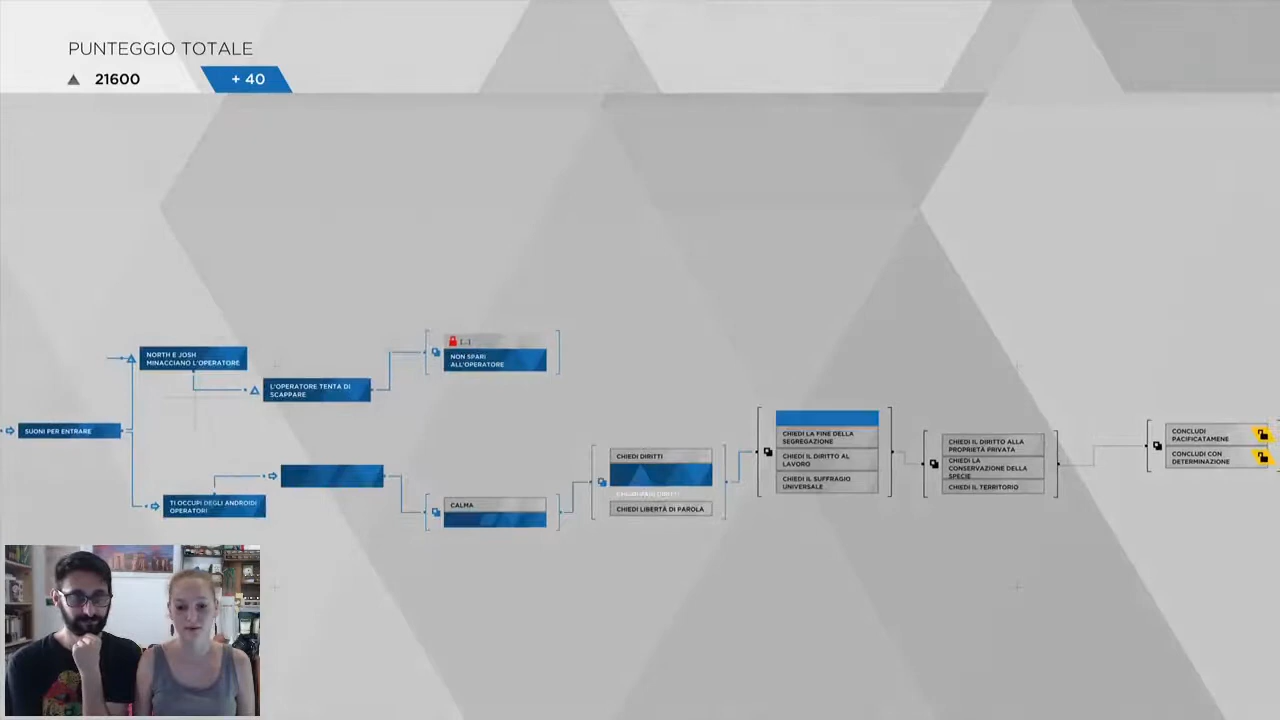 PUNTEGGIO TOTALE
21600
+ 40
NORTH E JOSH
MINACCIANO L'OPERATORE
L'OPERATORE TENTA DI
SCAPPARE
[...]
NON SPARI
ALL'OPERATORE
SUONI PER ENTRARE
TI OCCUPI DEGLI ANDROIDI
OPERATORI
CALMA
CHIEDI DIRITTI
CHIEDI LIBERTÀ DI PAROLA
CHIEDI LA FINE DELLA
SEGREGAZIONE
CHIEDI IL DIRITTO AL
LAVORO
CHIEDI IL SUFFRAGIO
UNIVERSALE
CHIEDI IL DIRITTO ALLA
PROPRIETÀ PRIVATA
CHIEDI LA
CONSERVAZIONE DELLA
SPECIE
CHIEDI IL TERRITORIO
CONCLUDI
PACIFICATAMENE
CONCLUDI CON
DETERMINAZIONE